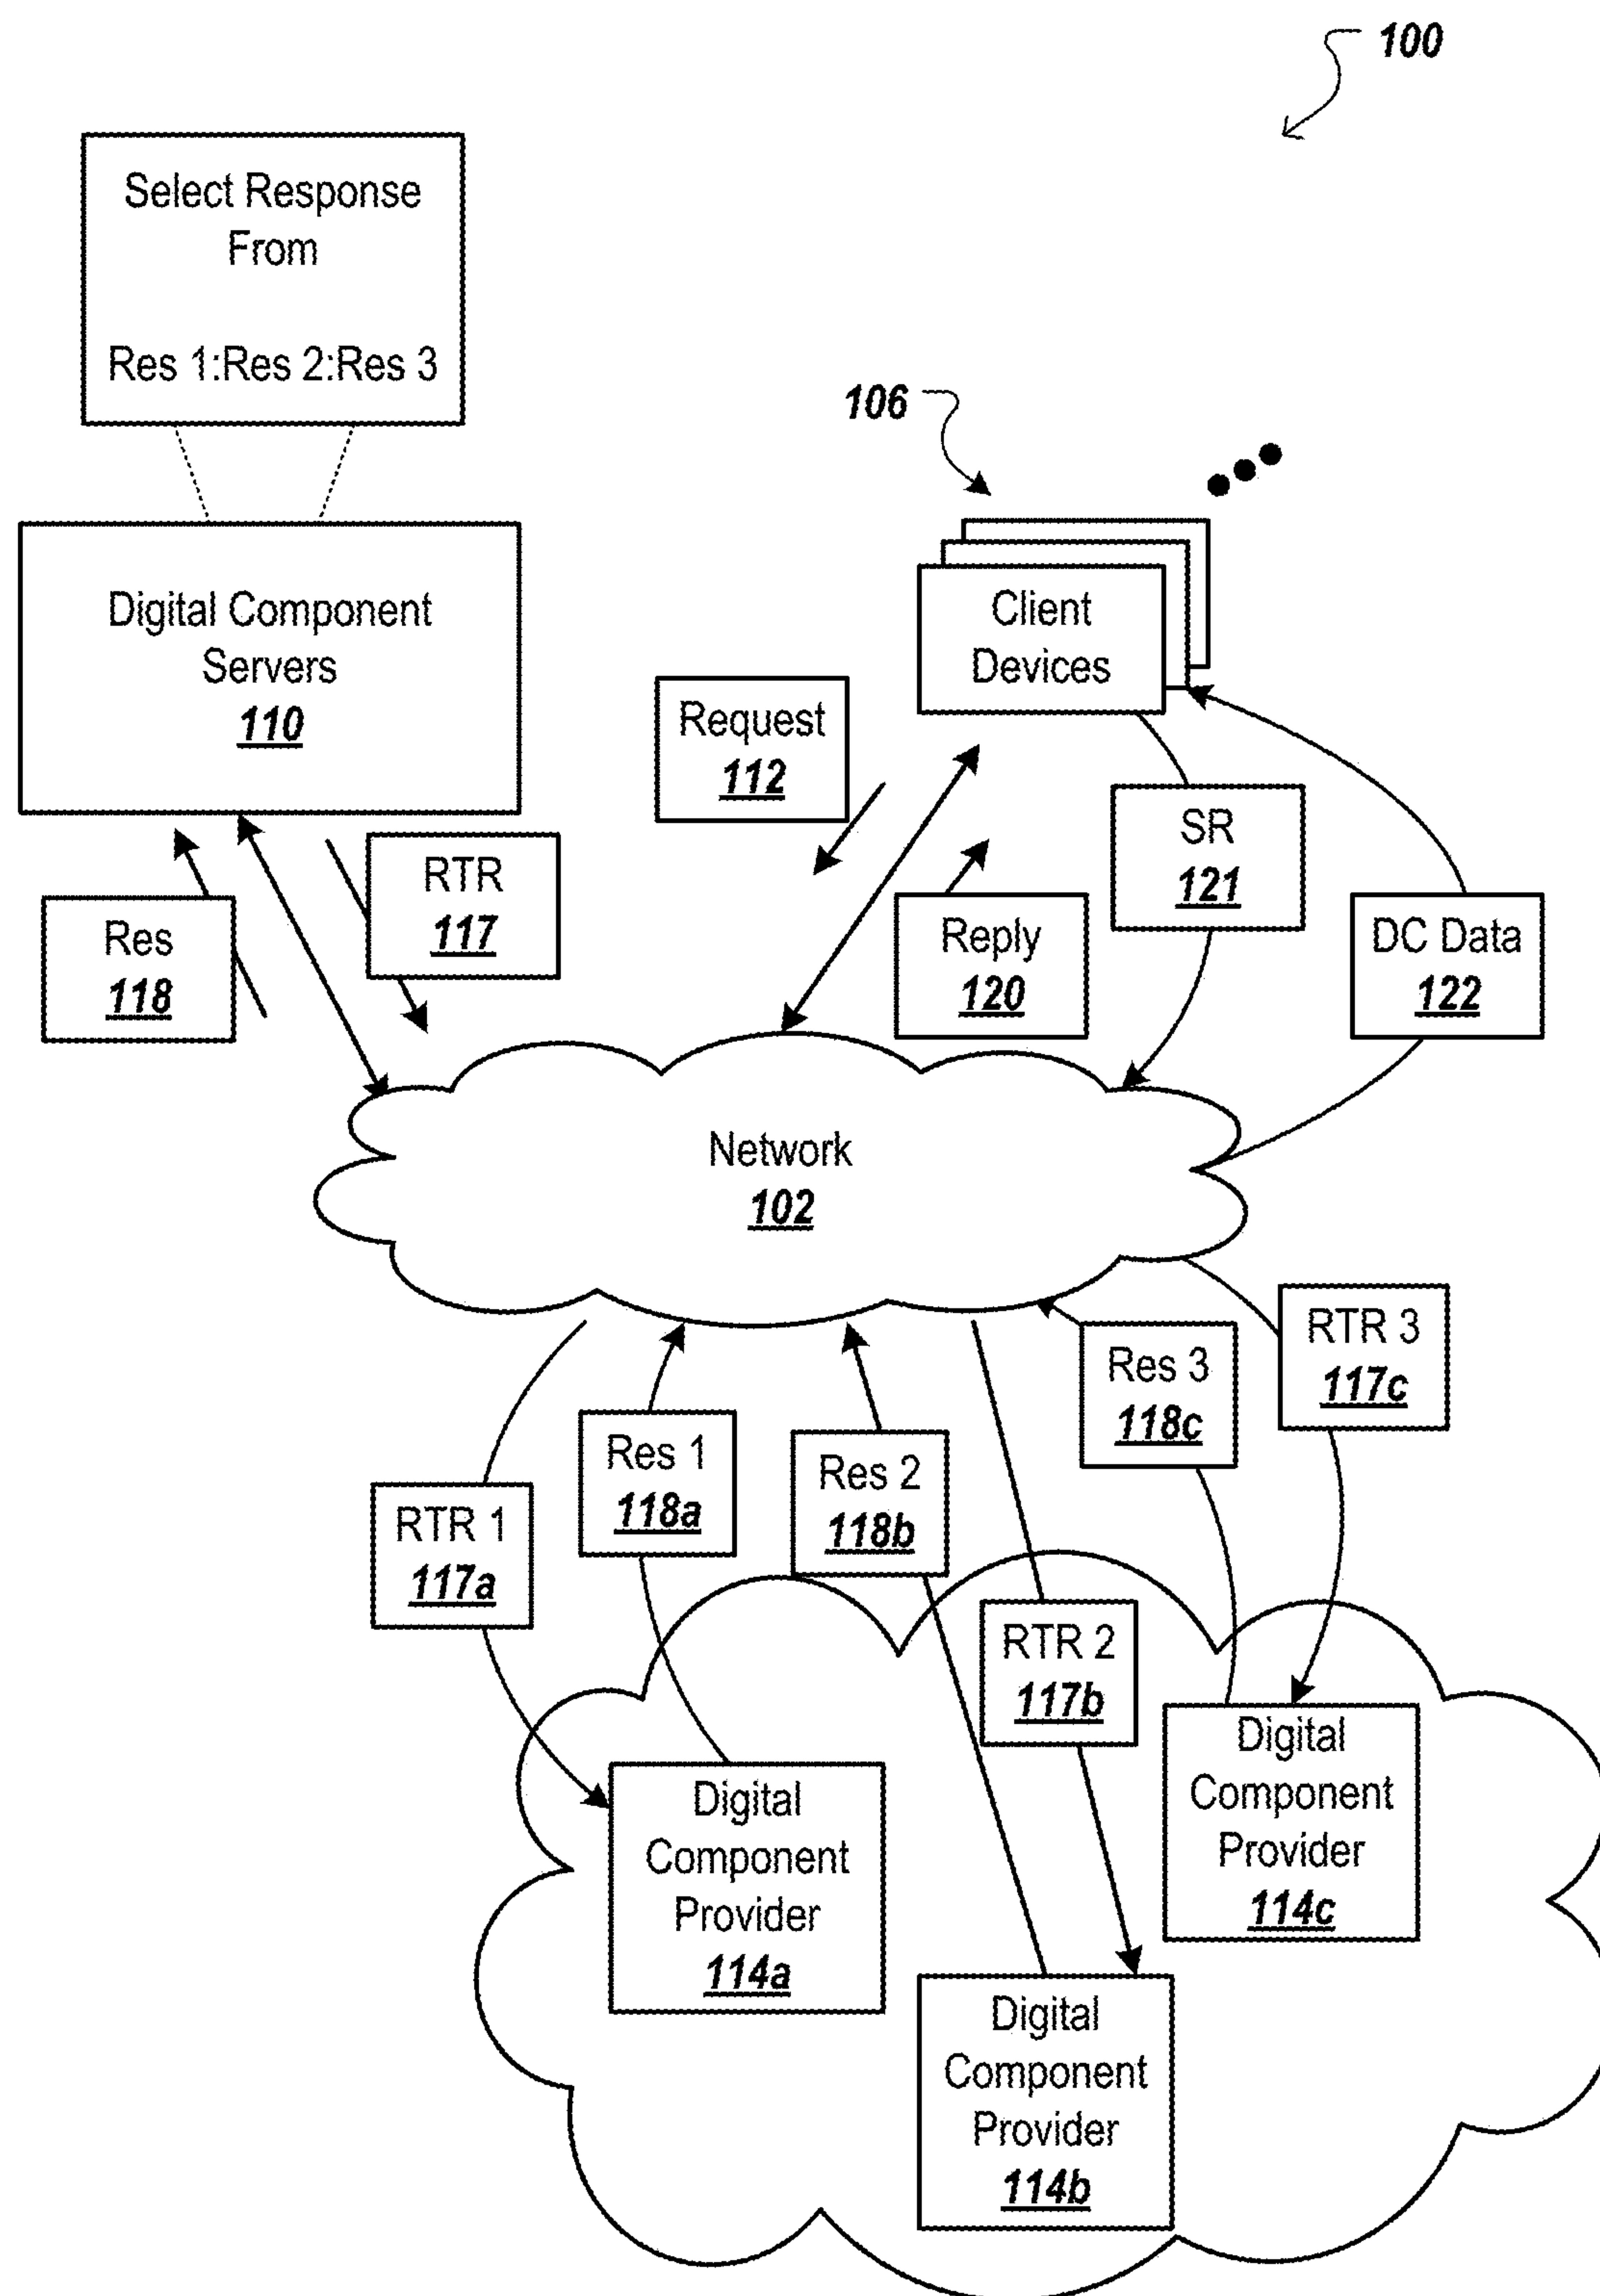 100
Select Response
From
Res 1:Res 2:Res 3
106
Digital Component
Servers
110
Client
Devices
Request
112
SR
121
RTR
117
Res
118
Reply
120
DC Data
122
Network
102
RTR 3
117c
Res 3
118c
Res 1
118a
Res 2
118b
RTR 1
117a
RTR 2
117b
Digital
Component
Provider
114c
Digital
Component
Provider
114a
Digital
Component
Provider
114b